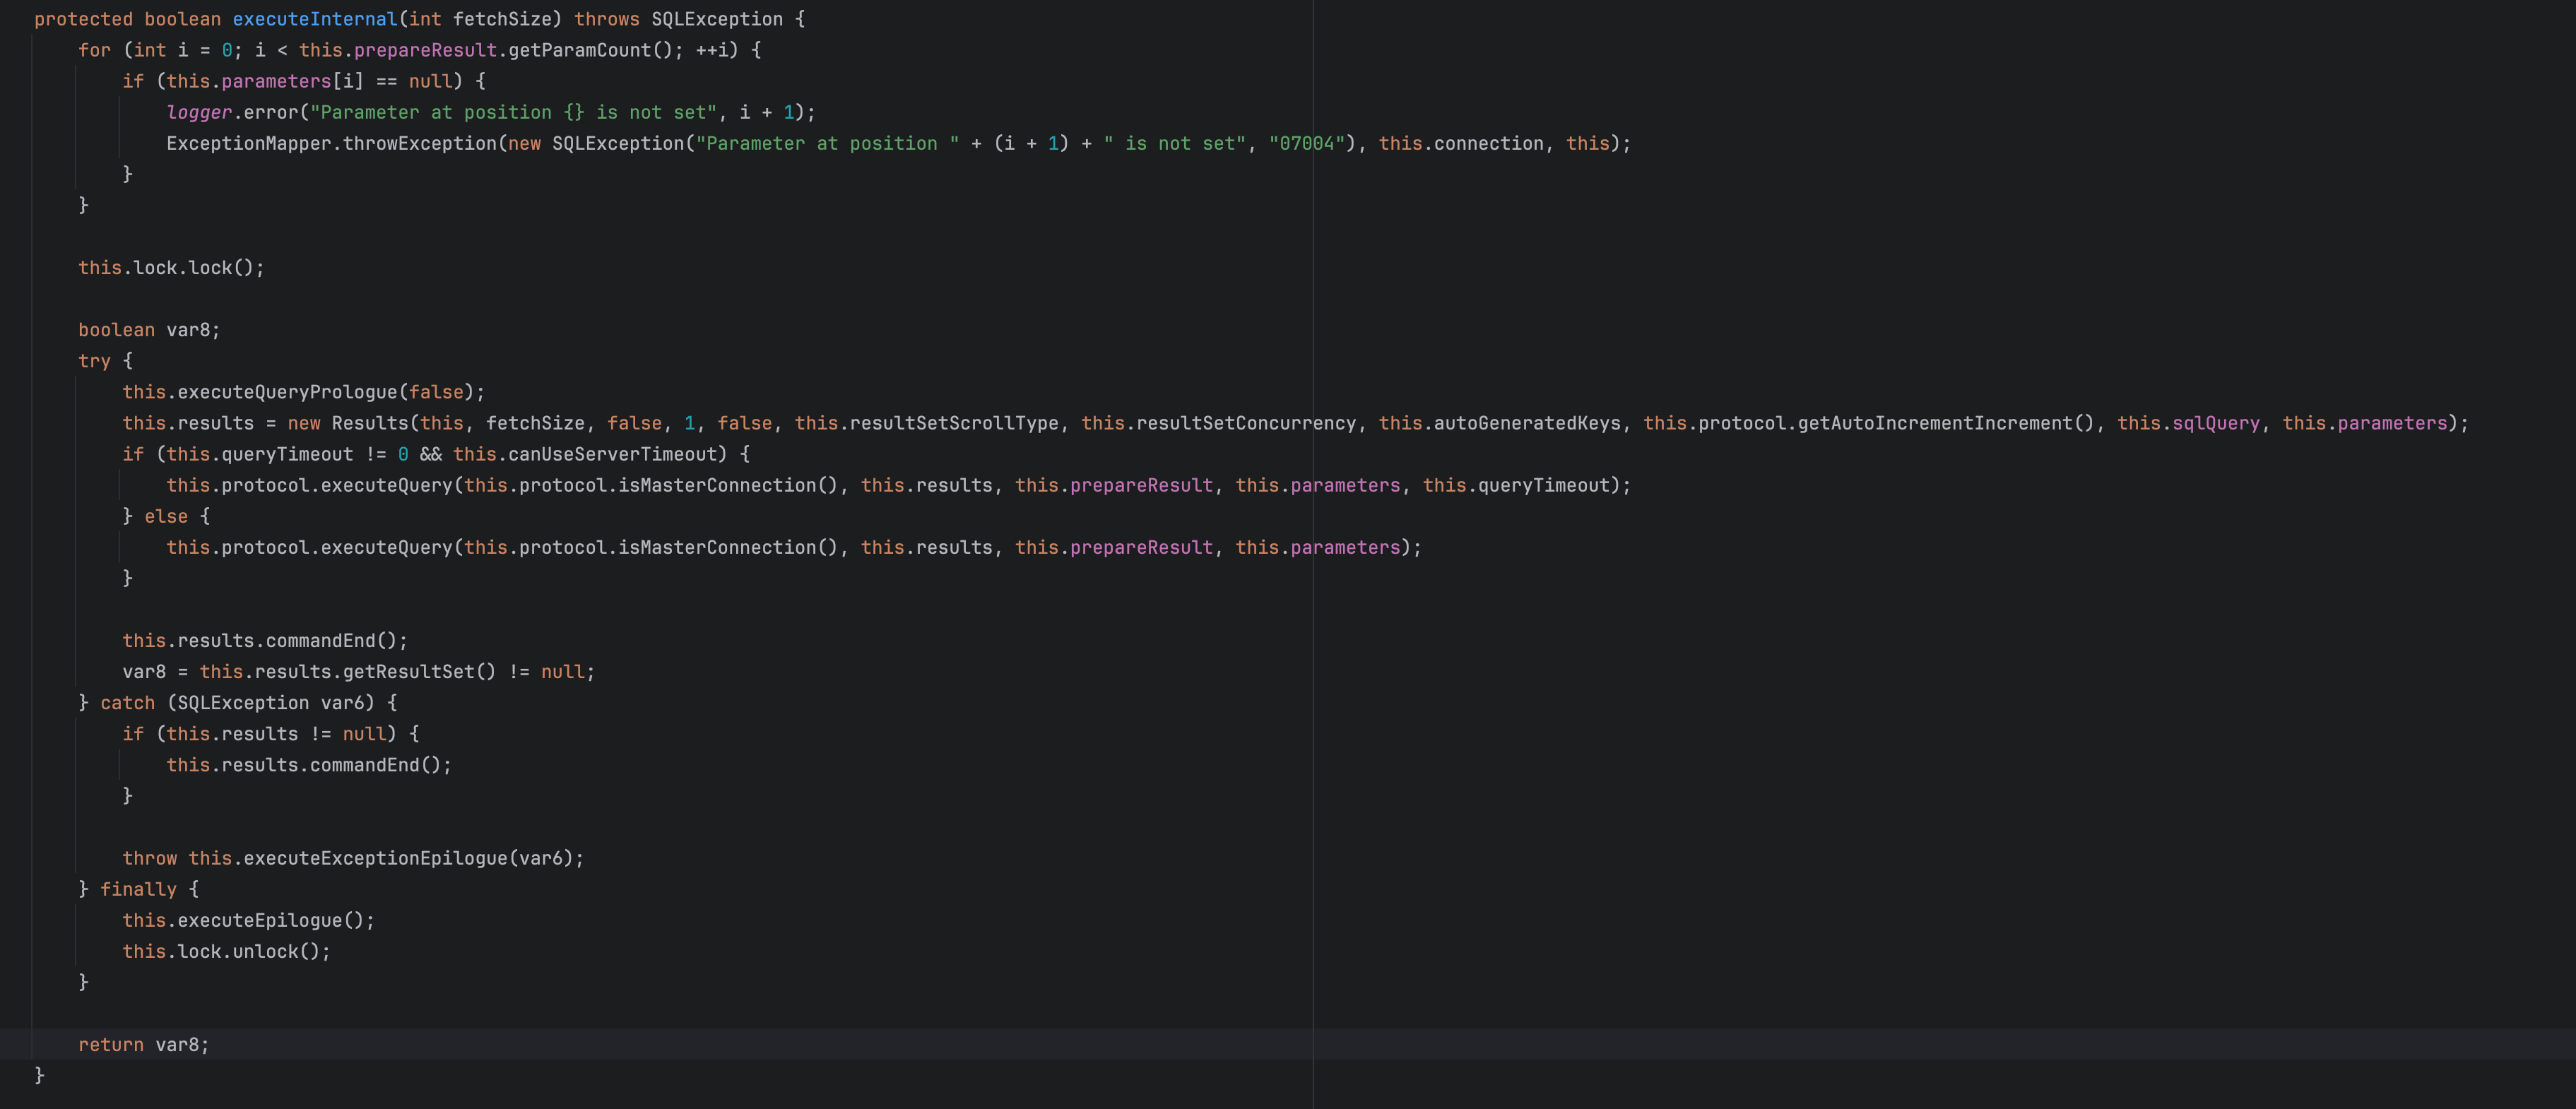 protected boolean executeInternal(int fetchSize) throws SQLException {
for (int i = 0; i < this.prepareResult.getParamCount(); ++i) {
if (this.parameters[i] == null) {
logger.error("Parameter at position {} is not set", i + 1);
ExceptionMapper.throwException(new SQLException("Parameter at position " + (i + 1) + " is not set", "07004"), this.connection, this);
}
}
this.lock.lock();
boolean var8;
try {
this.executeQueryPrologue(false);
this.results = new Results(this, fetchSize, false, 1, false, this.resultSetScrollType, this.resultSetConcurrency, this.autoGeneratedKeys, this.protocol.getAutoIncrementIncrement(), this.sqlQuery, this.parameters);
if (this.queryTimeout != 0 && this.canUseServerTimeout) {
this.protocol.executeQuery(this.protocol.isMasterConnection(), this.results, this.prepareResult, this.parameters, this.queryTimeout);
} else {
this.protocol.executeQuery(this.protocol.isMasterConnection(), this.results, this.prepareResult, this.parameters);
}
this.results.commandEnd();
var8 = this.results.getResultSet() != null;
} catch (SQLException var6) {
if (this.results != null) {
this.results.commandEnd();
}
throw this.executeExceptionEpilogue(var6);
} finally {
this.executeEpilogue();
this.lock.unlock();
}
return var8;
}